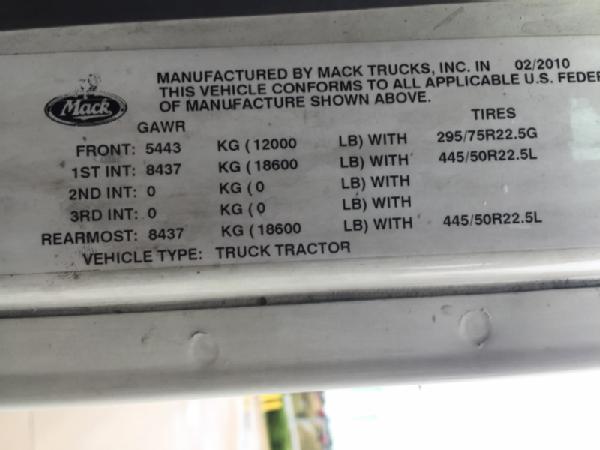 MANUFACTURED BY MACK TRUCKS, INC. IN 02/2010
THIS VEHICLE CONFORMS TO ALL APPLICABLE U.S. FEDE
OF MANUFACTURE SHOWN ABOVE.
Mack
GAWR TIRES
FRONT: 5443 KG ( 12000 LB) WITH 295/75R22.5G
1ST INT: 8437 KG ( 18600 LB) WITH 445/50R22.5L
2ND INT: 0 KG ( 0 LB) WITH
3RD INT: 0 KG ( 0 LB) WITH
REARMOST: 8437 KG ( 18600 LB) WITH 445/50R22.5L
VEHICLE TYPE: TRUCK TRACTOR